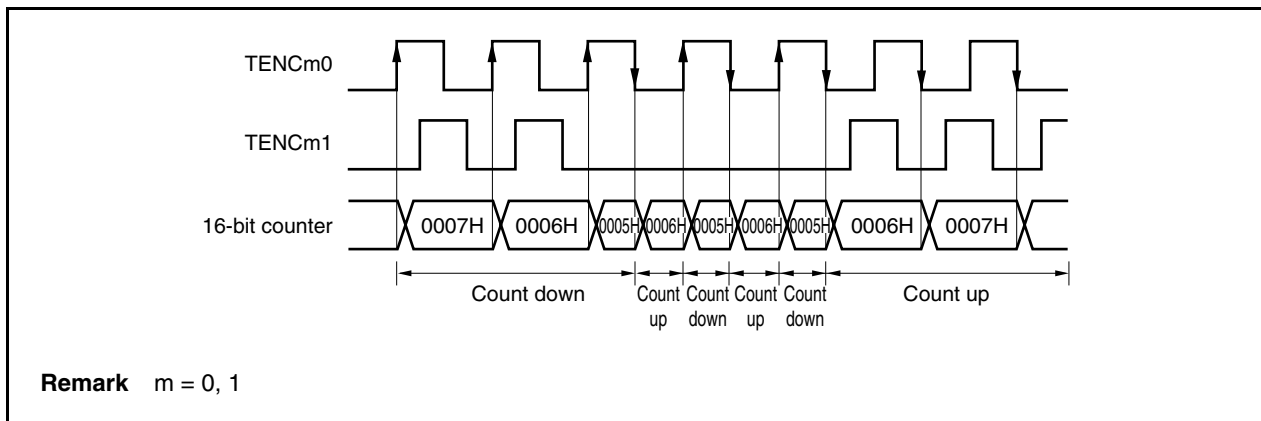 TENCm0
TENCm1
16-bit counter
0007H 0006H 0005H 0006H 0005H 0006H 0005H 0006H 0007H
Count down
Count up
Count down
Count up
Count down
Count up
Remark m = 0, 1